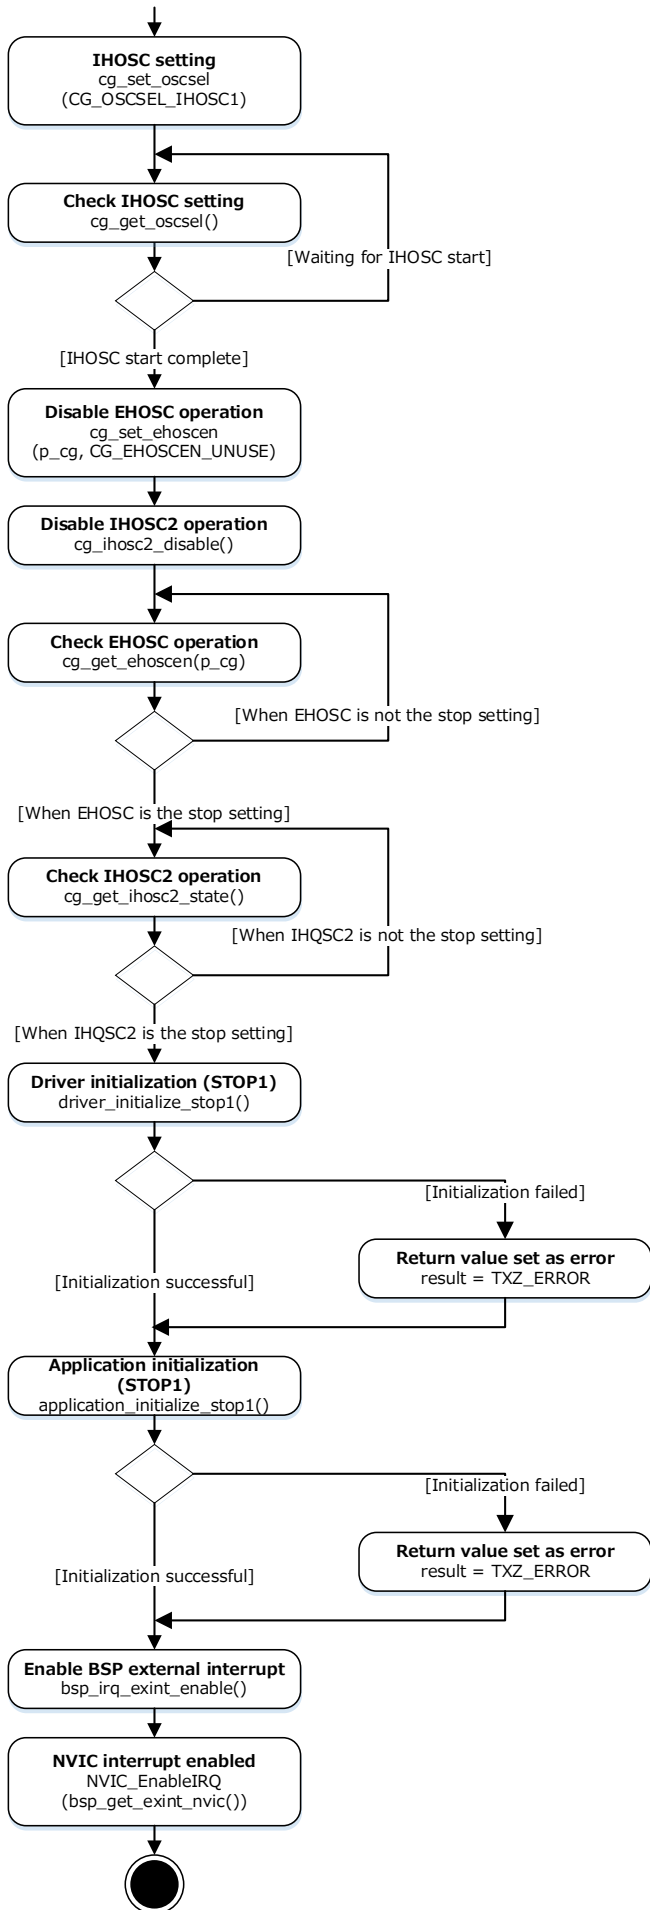 IHOSC setting
cg_set_oscsel
(CG_OSCSEL_IHOSC1)
Check IHOSC setting
cg_get_oscsel()
[Waiting for IHOSC start]
[IHOSC start complete]
Disable EHOSC operation
cg_set_ehoscen
(p_cg, CG_EHOSCEN_UNUSE)
Disable IHOSC2 operation
cg_ihosc2_disable()
Check EHOSC operation
cg_get_ehoscen(p_cg)
[When EHOSC is not the stop setting]
[When EHOSC is the stop setting]
Check IHOSC2 operation
cg_get_ihosc2_state()
[When IHQSC2 is not the stop setting]
[When IHQSC2 is the stop setting]
Driver initialization (STOP1)
driver_initialize_stop1()
[Initialization failed]
Return value set as error
result = TXZ_ERROR
[Initialization successful]
Application initialization
(STOP1)
application_initialize_stop1()
[Initialization failed]
Return value set as error
result = TXZ_ERROR
[Initialization successful]
Enable BSP external interrupt
bsp_irq_exint_enable()
NVIC interrupt enabled
NVIC_EnableIRQ
(bsp_get_exint_nvic())